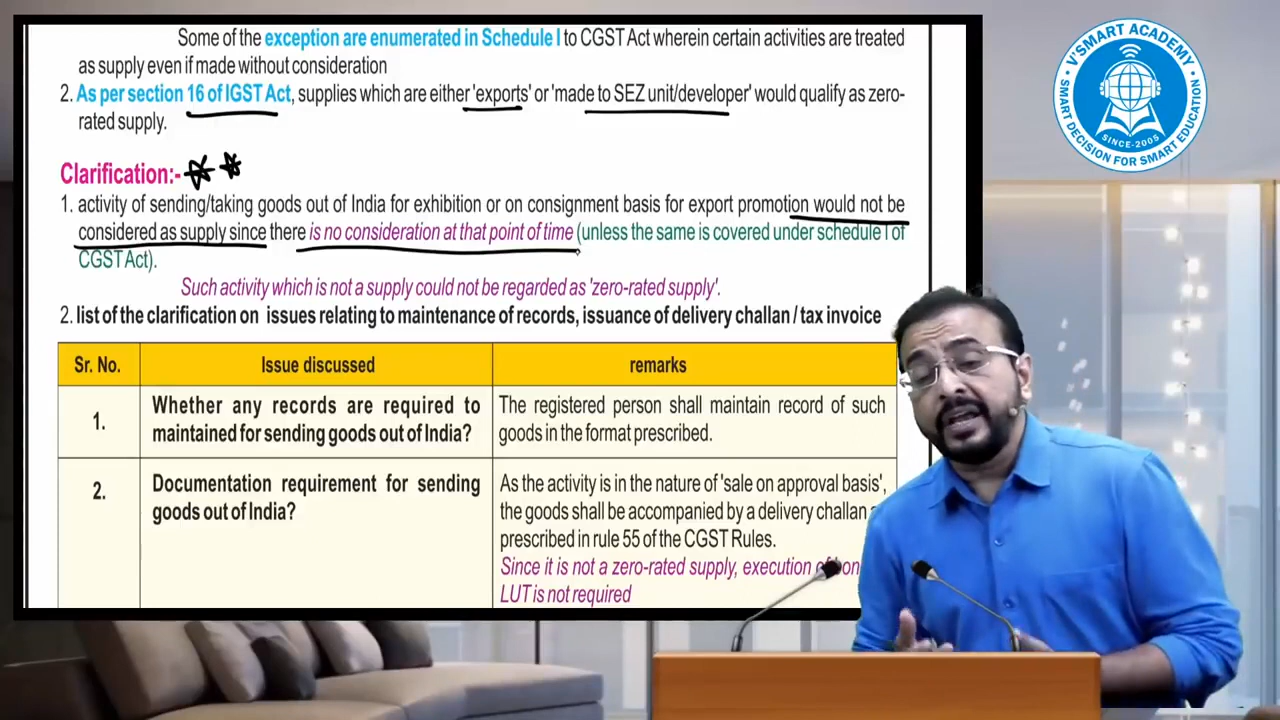 Some of the exception are enumerated in Schedule I to CGST Act wherein certain activities are treated
as supply even if made without consideration
2. As per section 16 of IGST Act, supplies which are either 'exports' or 'made to SEZ unit/developer' would qualify as zero-
rated supply.
Clarification:-
1. activity of sending/taking goods out of India for exhibition or on consignment basis for export promotion would not be
considered as supply since there is no consideration at that point of time (unless the same is covered under schedule I of
CGST Act).
Such activity which is not a supply could not be regarded as 'zero-rated supply'.
2. list of the clarification on issues relating to maintenance of records, issuance of delivery challan / tax invoice
Sr. No. Issue discussed remarks
1. Whether any records are required to
maintained for sending goods out of India?
The registered person shall maintain record of such
goods in the format prescribed.
2. Documentation requirement for sending
goods out of India?
As the activity is in the nature of 'sale on approval basis',
the goods shall be accompanied by a delivery challan
prescribed in rule 55 of the CGST Rules.
Since it is not a zero-rated supply, execution
LUT is not required
V'SMART ACADEMY
SINCE-2005
SMART DECISION FOR SMART EDUCATION